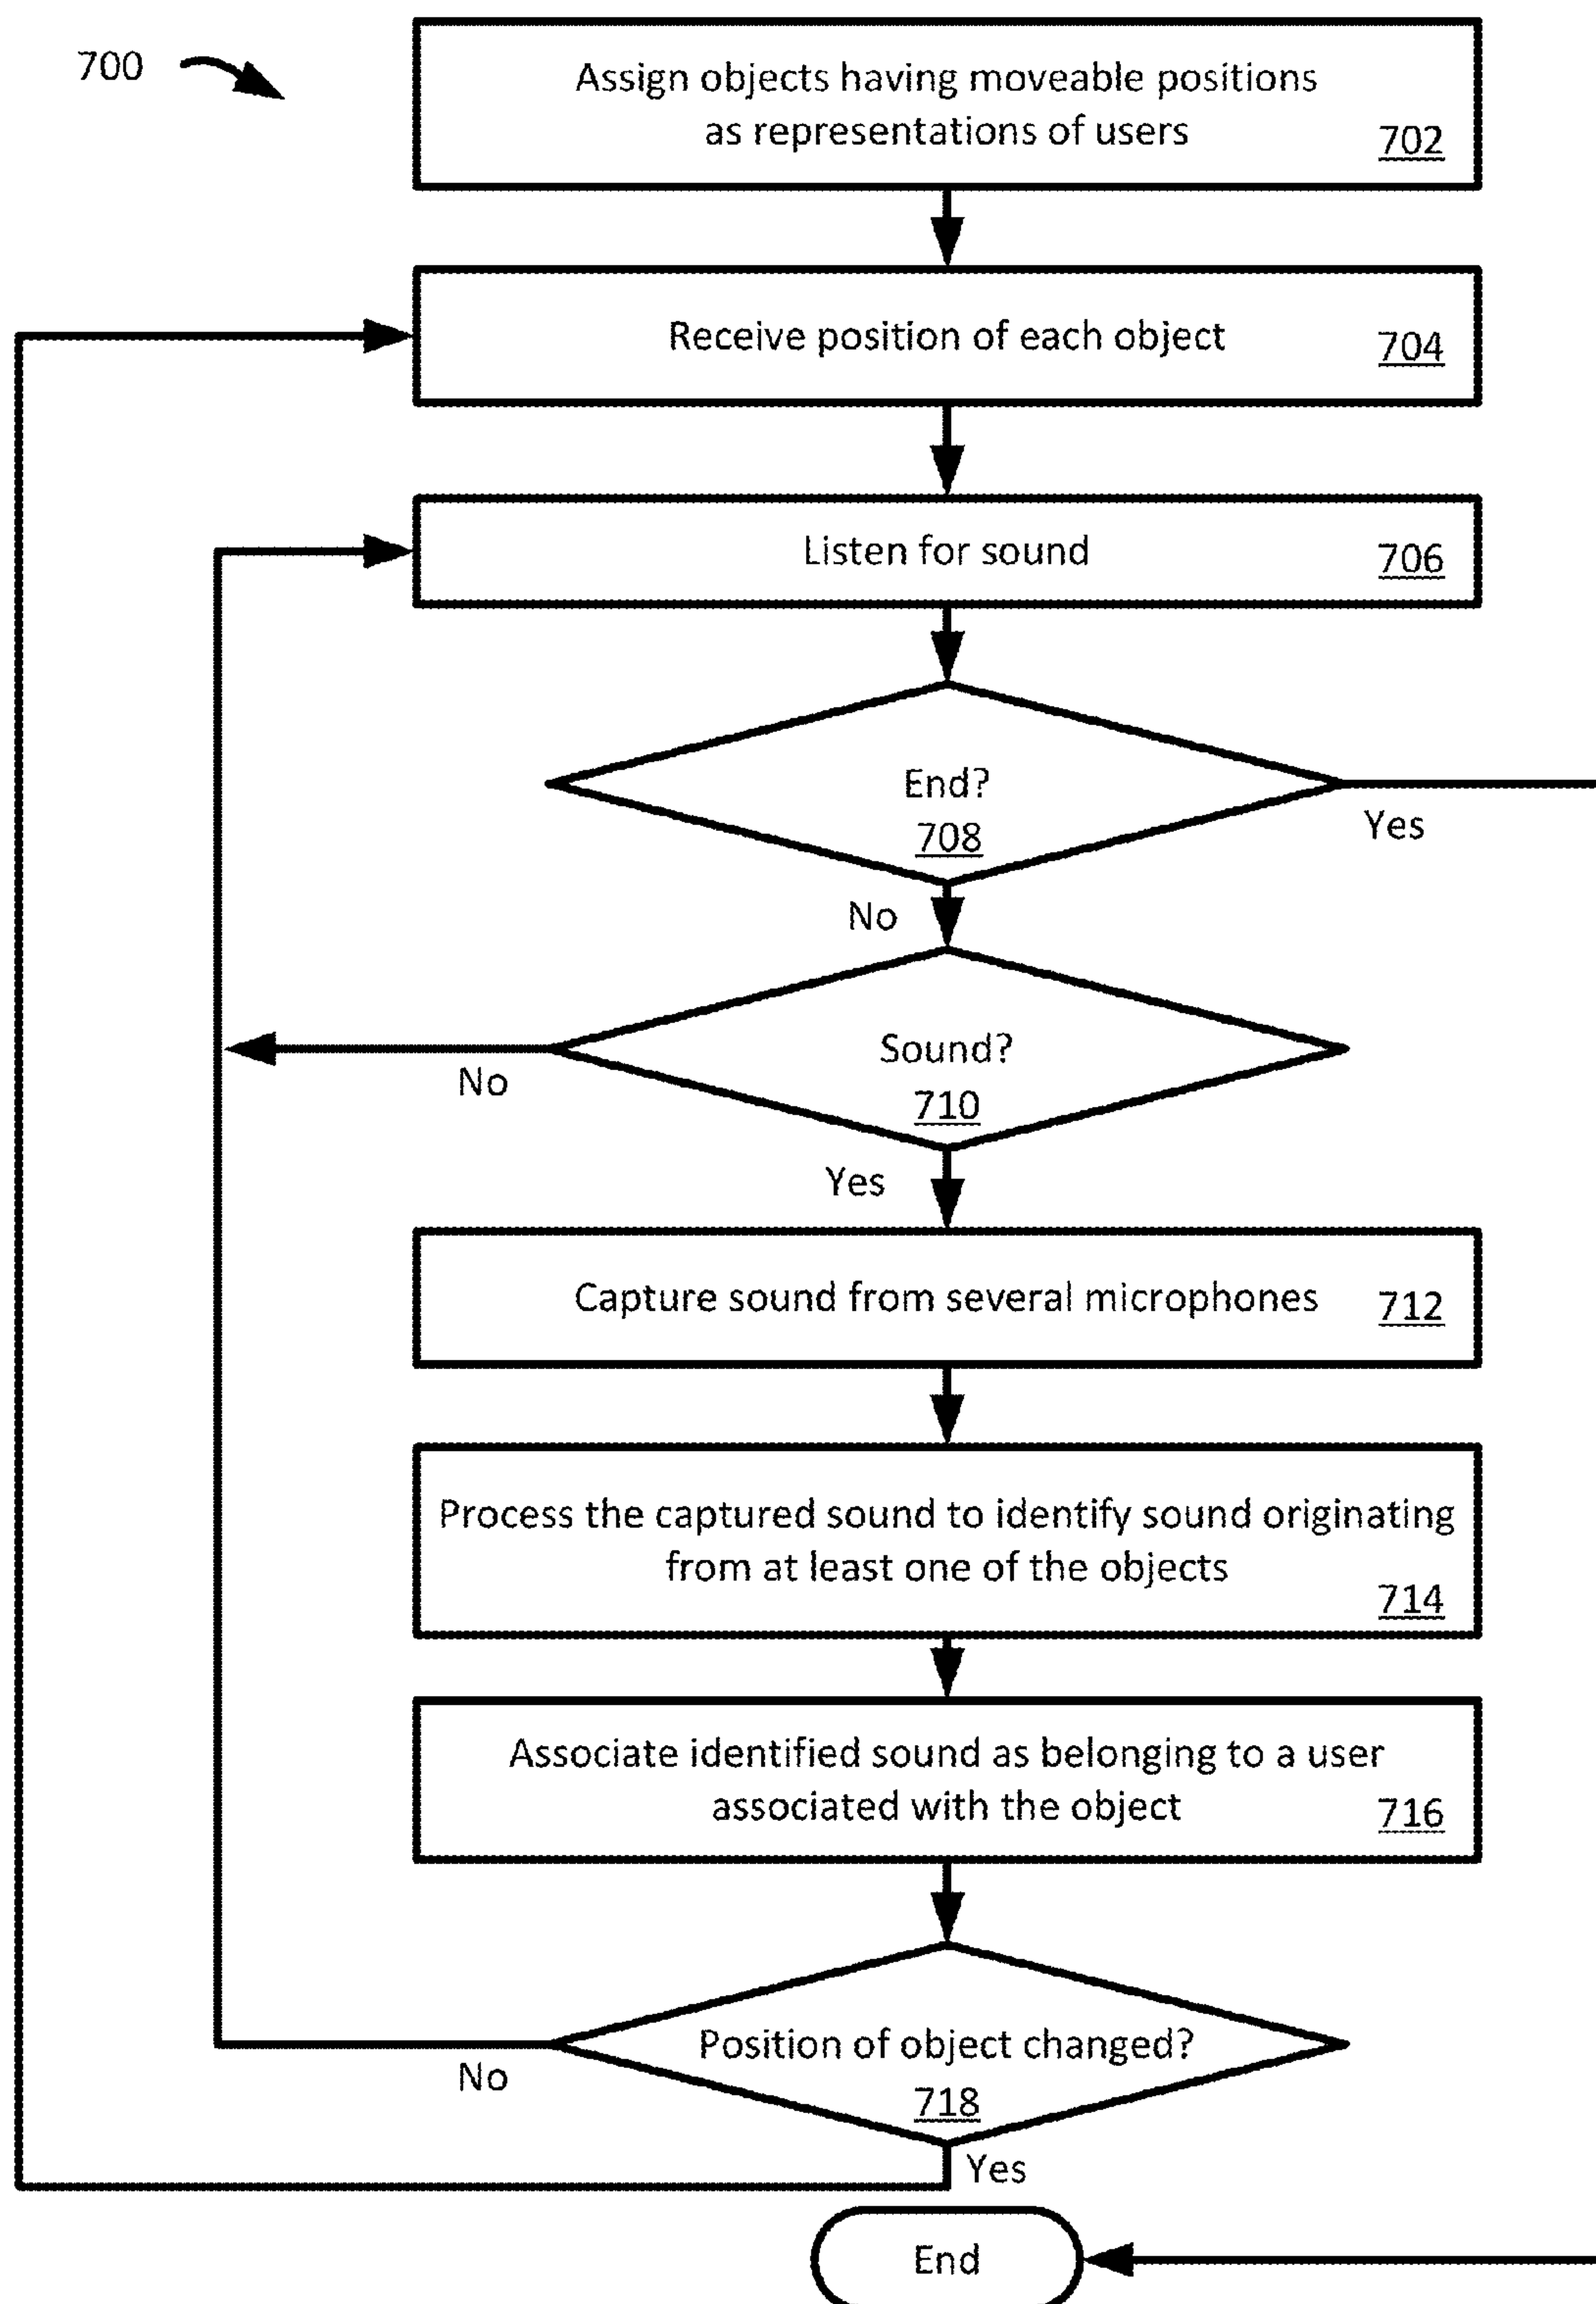 700
Assign objects having moveable positions
as representations of users
702
Receive position of each object
704
Listen for sound
706
End?
708
Yes
No
Sound?
710
No
Yes
Capture sound from several microphones
712
Process the captured sound to identify sound originating
from at least one of the objects
714
Associate identified sound as belonging to a user
associated with the object
716
Position of object changed?
718
No
Yes
End